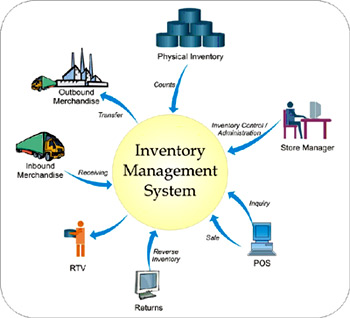 Physical Inventory
Counts
Outbound
Merchandise
Transfer
Inventory Control /
Administration
Store Manager
Inventory
Management
System
Inbound
Merchandise
Receiving
Inquiry
Sale
POS
RTV
Reverse
Inventory
Returns